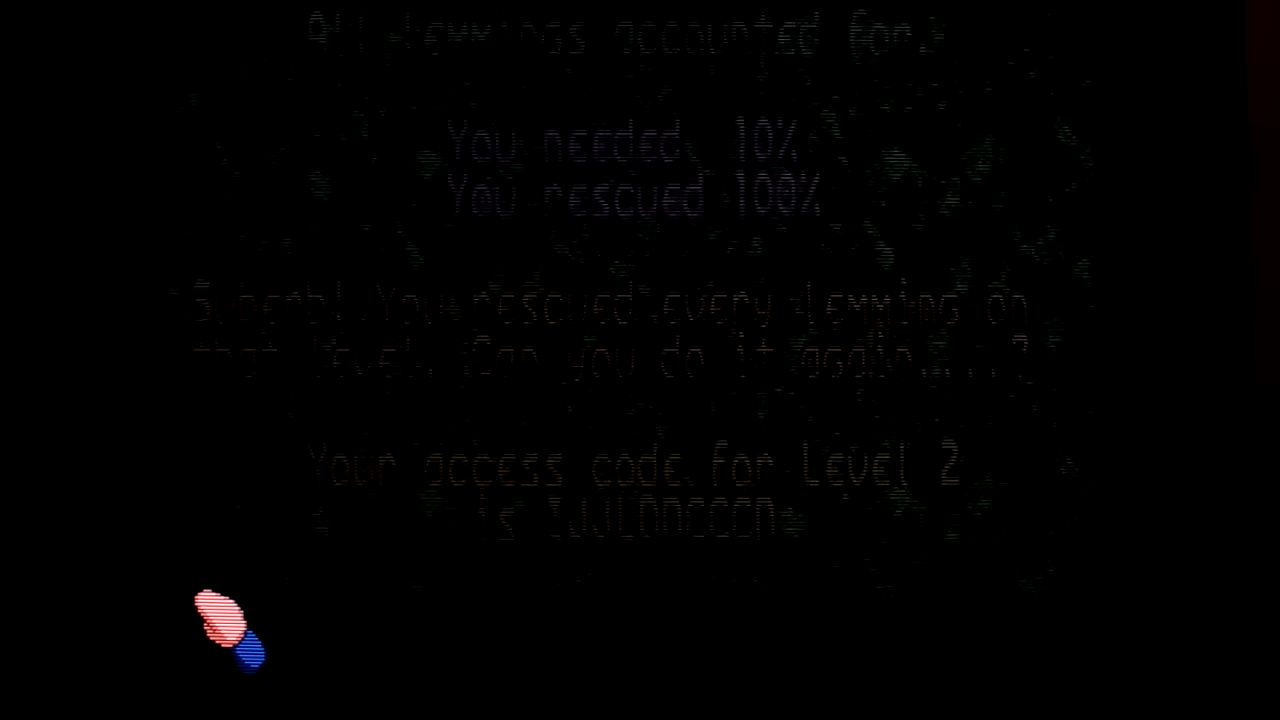 All lemmings accounted for.
You needed 10%
You rescued 100%
Superb! You rescued every lemming on
that level. Can you do it again....?
Your access code for Level 2
is